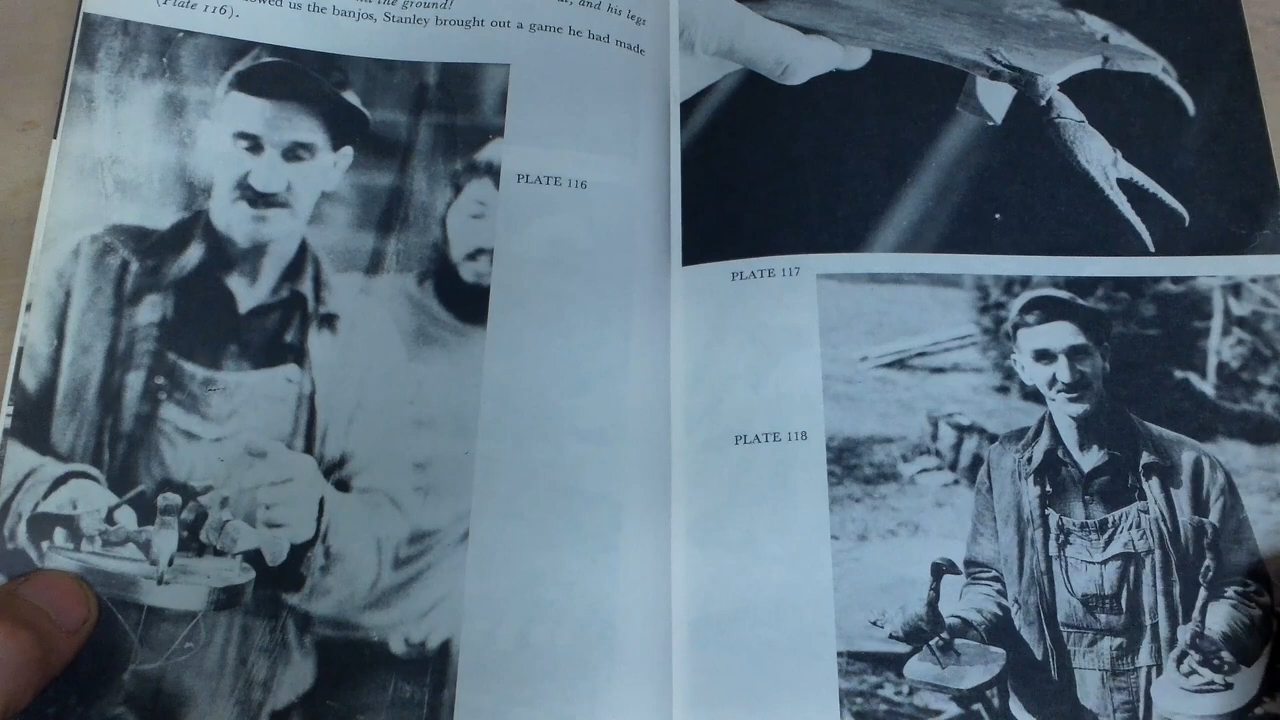 the ground!
and his legs
owed us the banjos, Stanley brought out a game he had made
(Plate 116).
PLATE 116
PLATE 117
PLATE 118